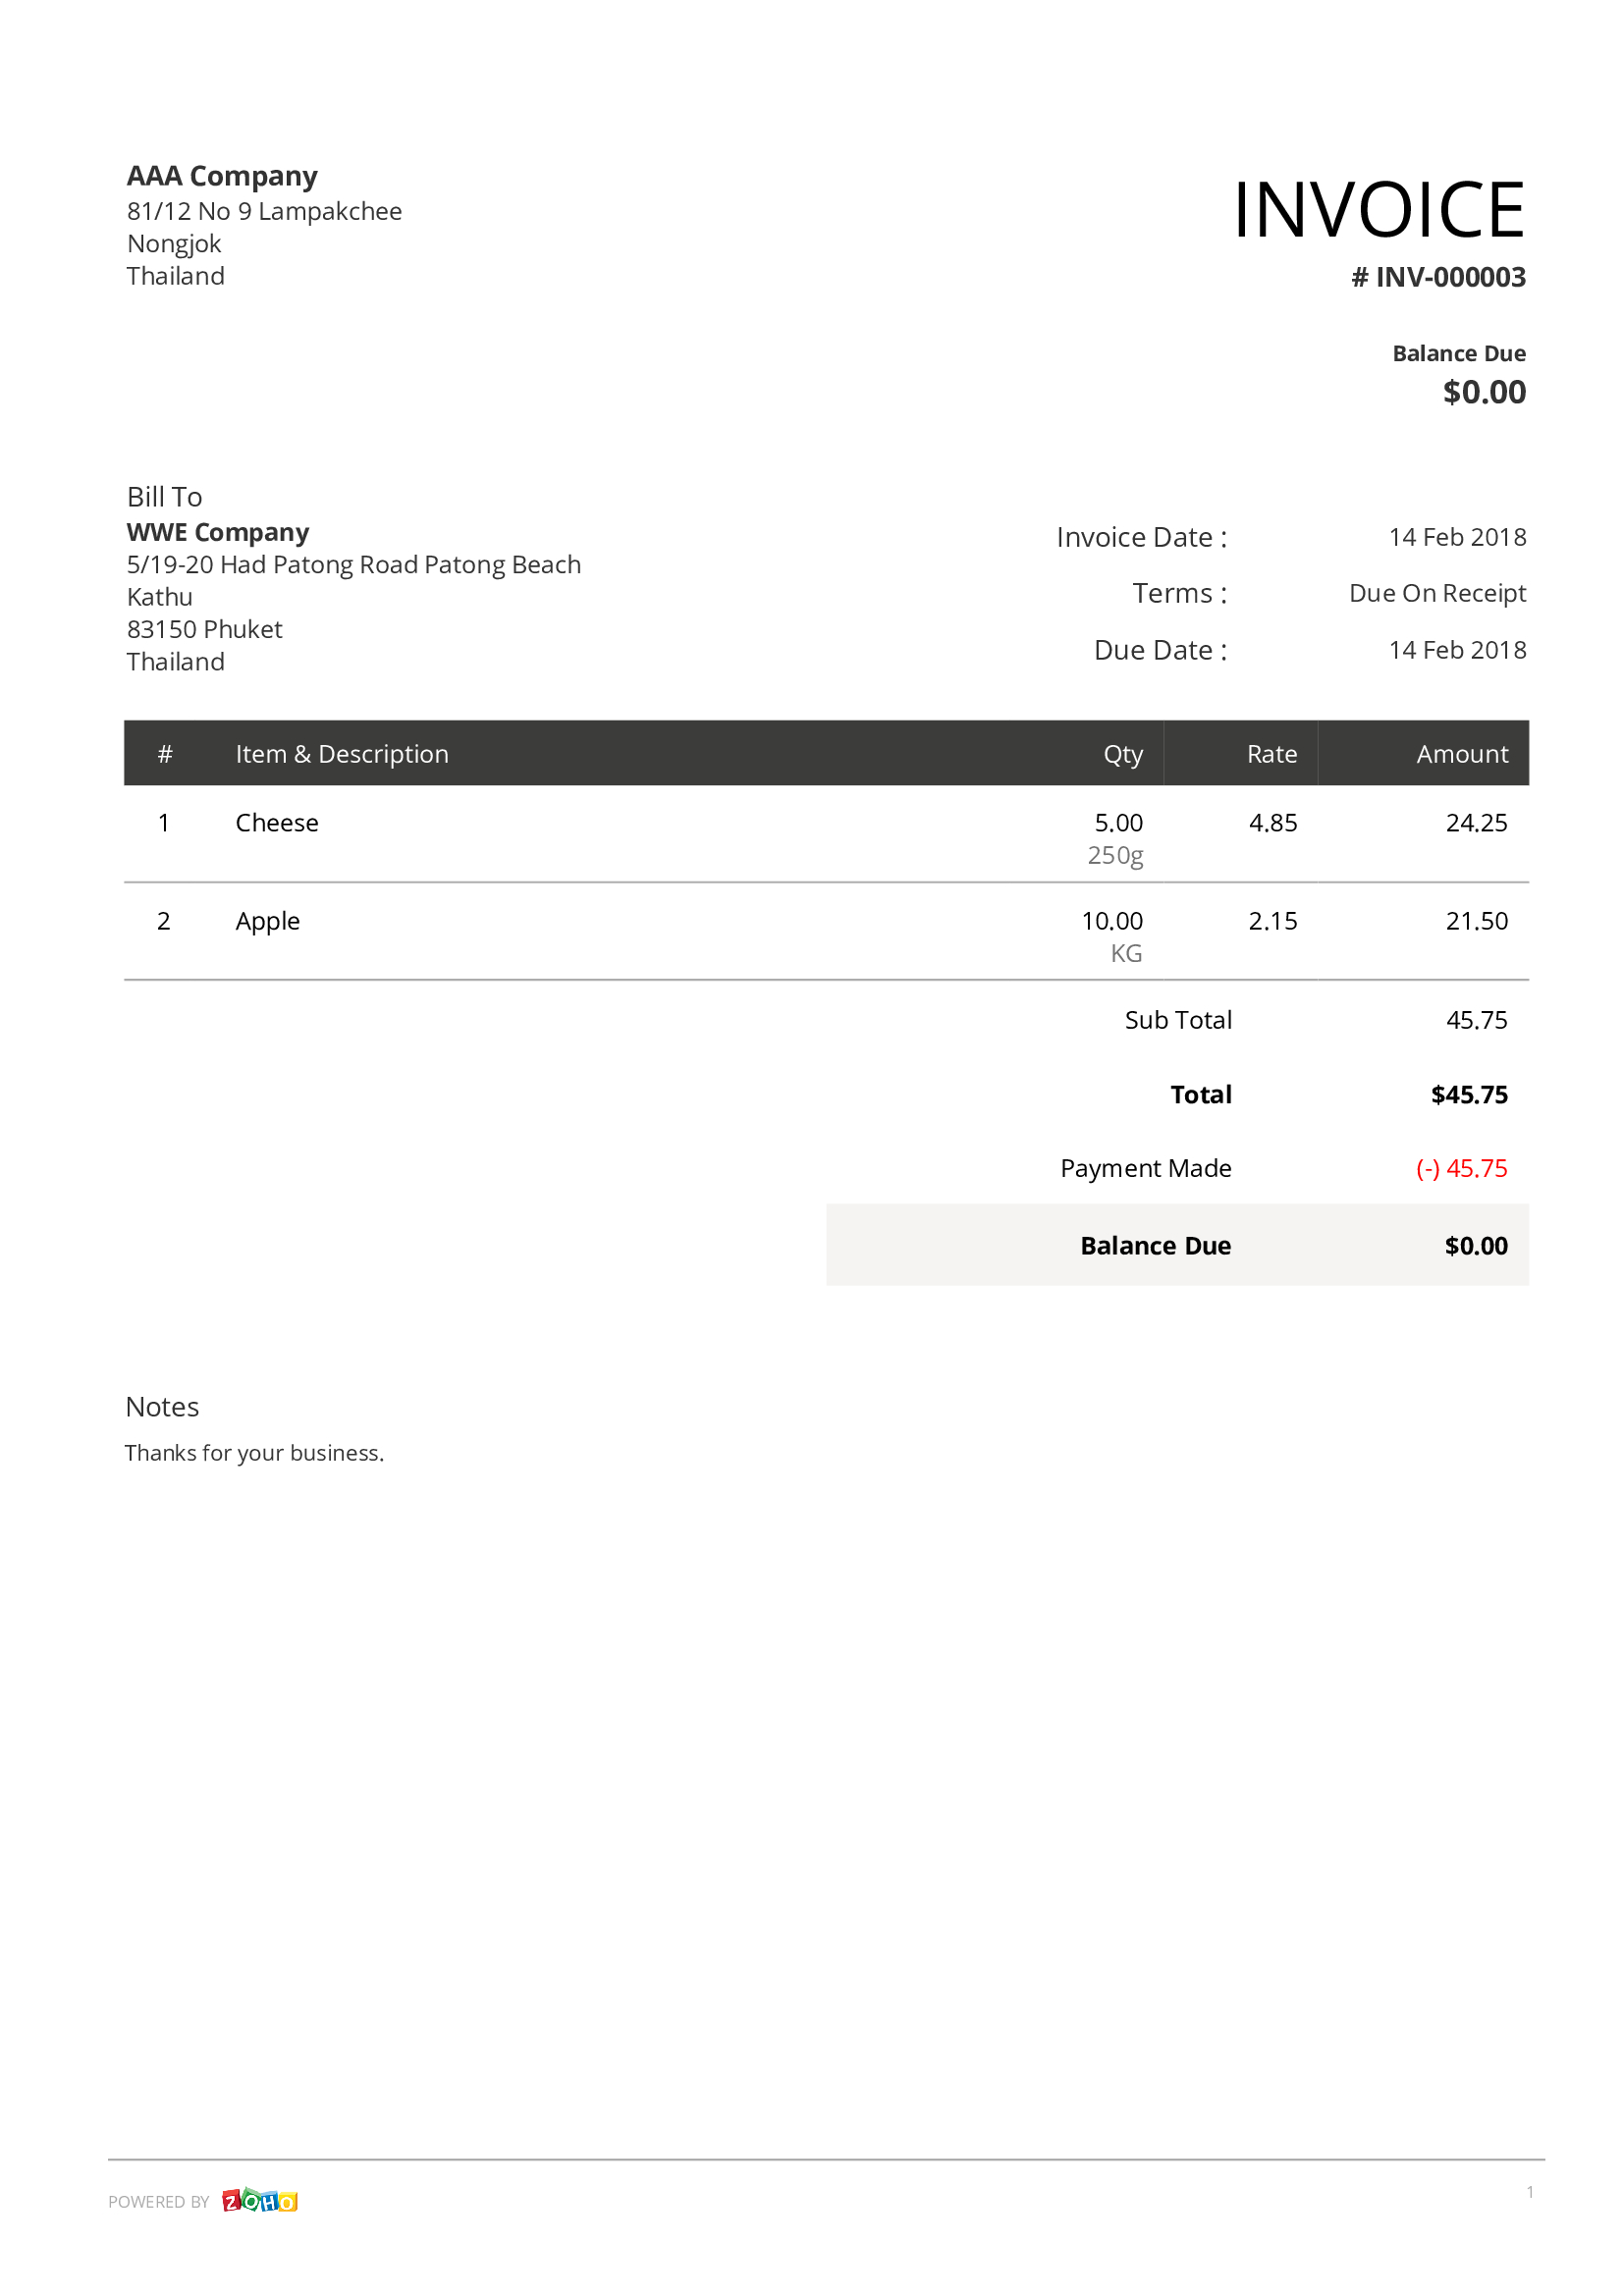 AAA Company
81/12 No 9 Lampakchee
Nongjok
Thailand
INVOICE
# INV-000003
Balance Due
$0.00
Bill To
WWE Company
5/19-20 Had Patong Road Patong Beach
Kathu
83150 Phuket
Thailand
Invoice Date : 14 Feb 2018
Terms : Due On Receipt
Due Date : 14 Feb 2018
# Item & Description Qty Rate Amount
1 Cheese 5.00 4.85 24.25
250g
2 Apple 10.00 2.15 21.50
KG
Sub Total 45.75
Total $45.75
Payment Made (-) 45.75
Balance Due $0.00
Notes
Thanks for your business.
POWERED BY ZOHO
1